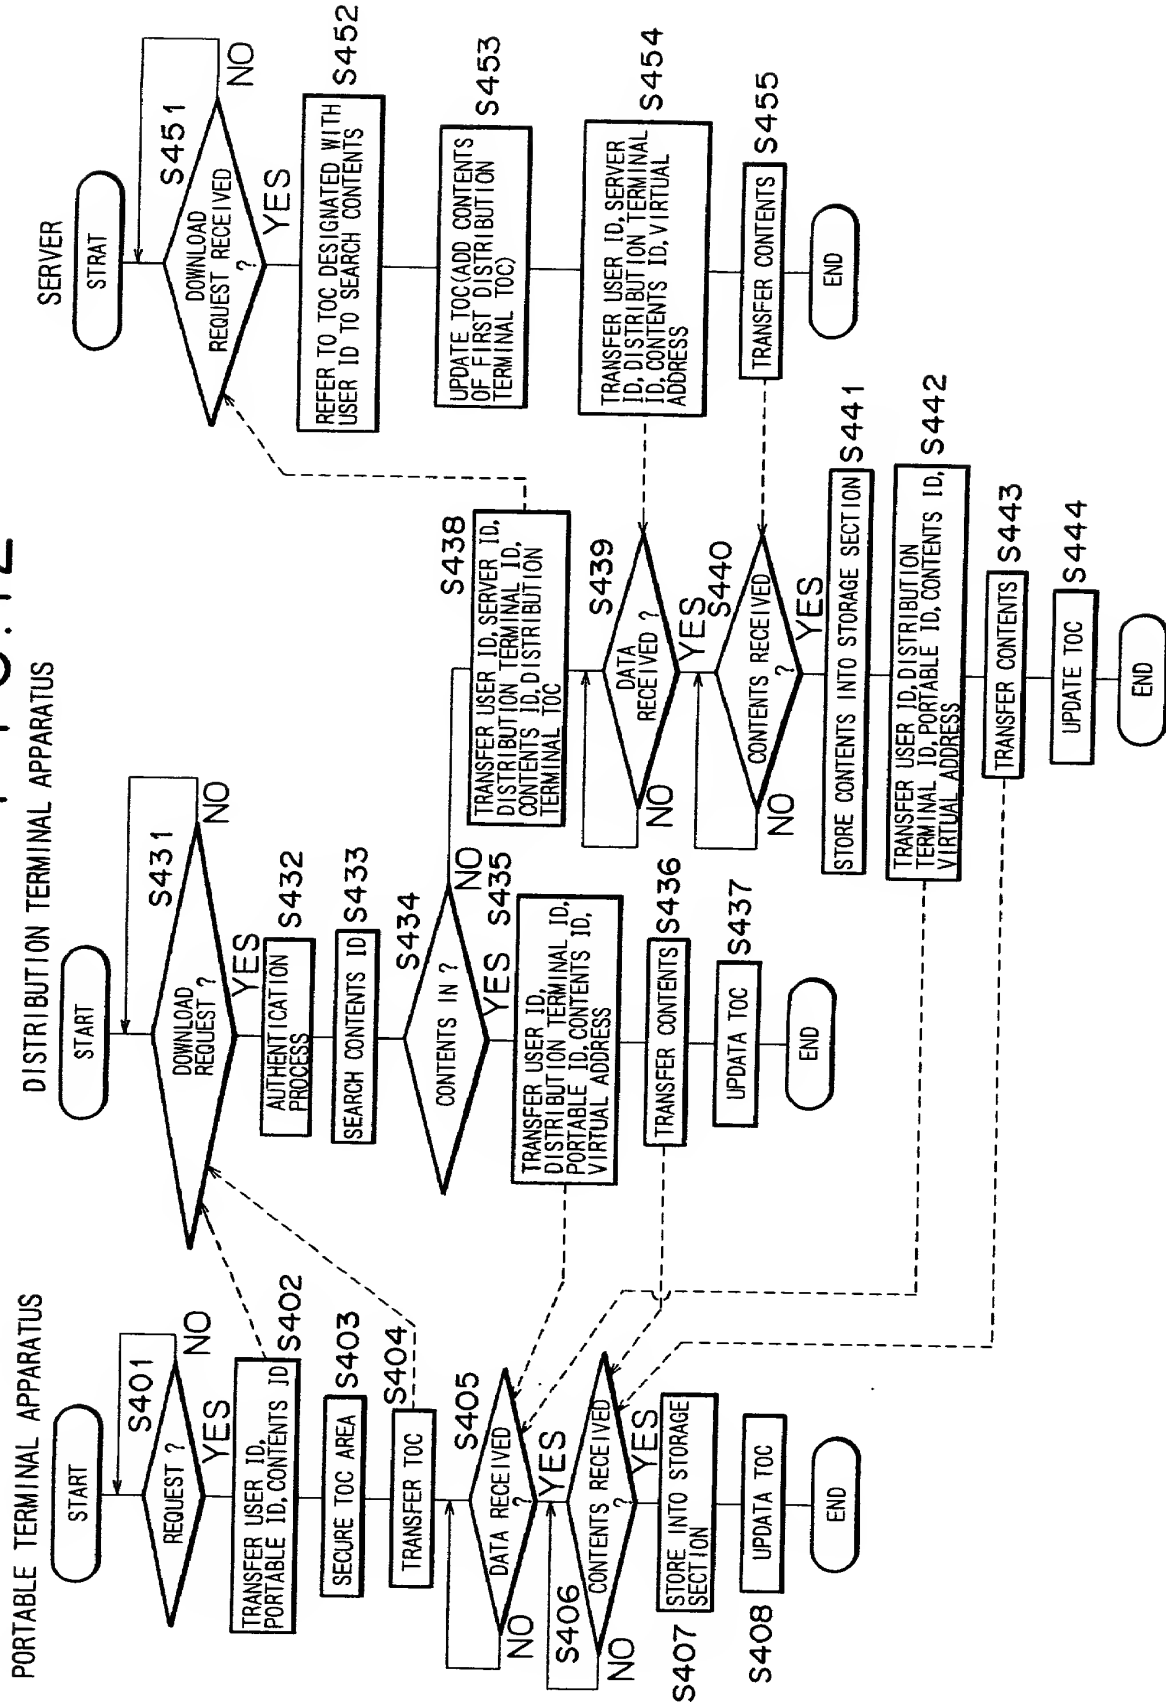 PORTABLE TERMINAL APPARATUS
START
S401
REQUEST ?
NO
YES
S402
TRANSFER USER ID,
PORTABLE ID, CONTENTS ID
S403
SECURE TOC AREA
S404
TRANSFER TOC
S405
DATA RECEIVED
?
NO
YES
S406
CONTENTS RECEIVED
?
NO
YES
S407
STORE INTO STORAGE
SECTION
S408
UPDATA TOC
END
DISTRIBUTION TERMINAL APPARATUS
START
S431
DOWNLOAD
REQUEST ?
NO
YES
S432
AUTHENTICATION
PROCESS
S433
SEARCH CONTENTS ID
S434
CONTENTS IN ?
NO
YES
S435
TRANSFER USER ID,
DISTRIBUTION TERMINAL ID,
PORTABLE ID, CONTENTS ID,
VIRTUAL ADDRESS
S436
TRANSFER CONTENTS
S437
UPDATA TOC
END
S438
TRANSFER USER ID, SERVER ID,
DISTRIBUTION TERMINAL ID,
CONTENTS ID, DISTRIBUTION
TERMINAL TOC
S439
DATA
RECEIVED ?
NO
YES
S440
CONTENTS RECEIVED
?
NO
YES
S441
STORE CONTENTS INTO STORAGE SECTION
S442
TRANSFER USER ID, DISTRIBUTION
TERMINAL ID, PORTABLE ID, CONTENTS ID,
VIRTUAL ADDRESS
S443
TRANSFER CONTENTS
S444
UPDATE TOC
END
SERVER
STRAT
S451
DOWNLOAD
REQUEST RECEIVED
?
NO
YES
S452
REFER TO TOC DESIGNATED WITH
USER ID TO SEARCH CONTENTS
S453
UPDATE TOC(ADD CONTENTS
OF FIRST DISTRIBUTION
TERMINAL TOC)
S454
TRANSFER USER ID, SERVER
ID, DISTRIBUTION TERMINAL
ID, CONTENTS ID, VIRTUAL
ADDRESS
S455
TRANSFER CONTENTS
END